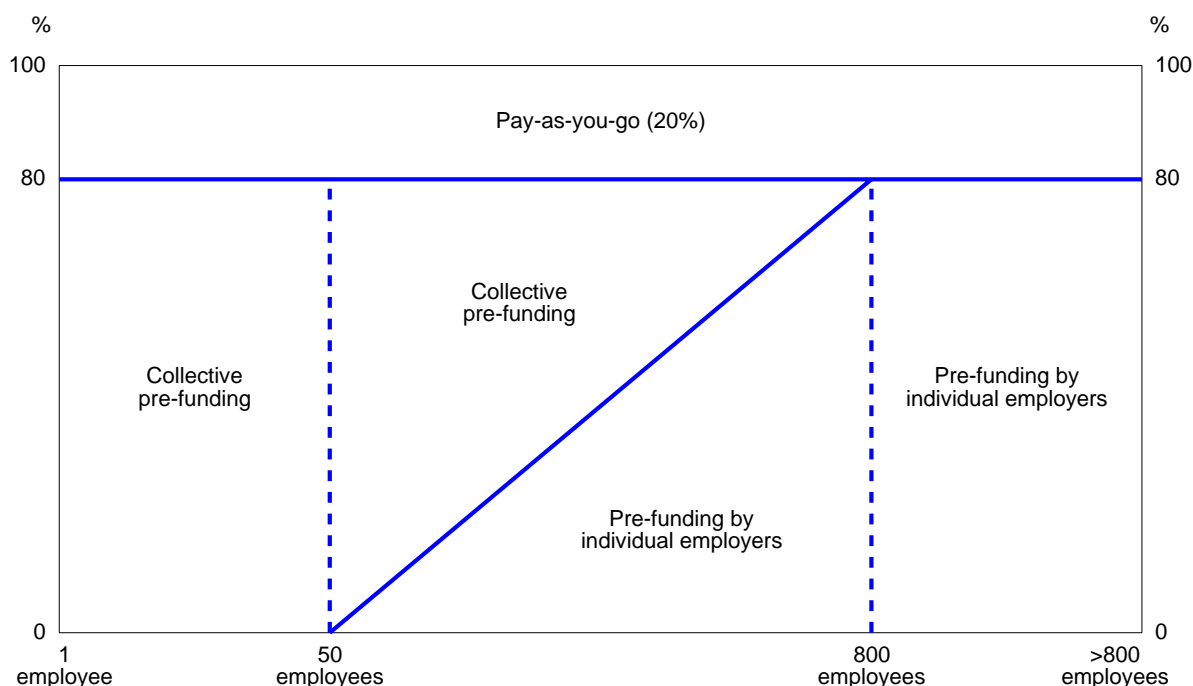 %
%
100
100
Pay-as-you-go (20%)
80
80
Collective
pre-funding
Collective
pre-funding
Pre-funding by
individual employers
Pre-funding by
individual employers
0
0
1
employee
50
employees
800
employees
>800
employees